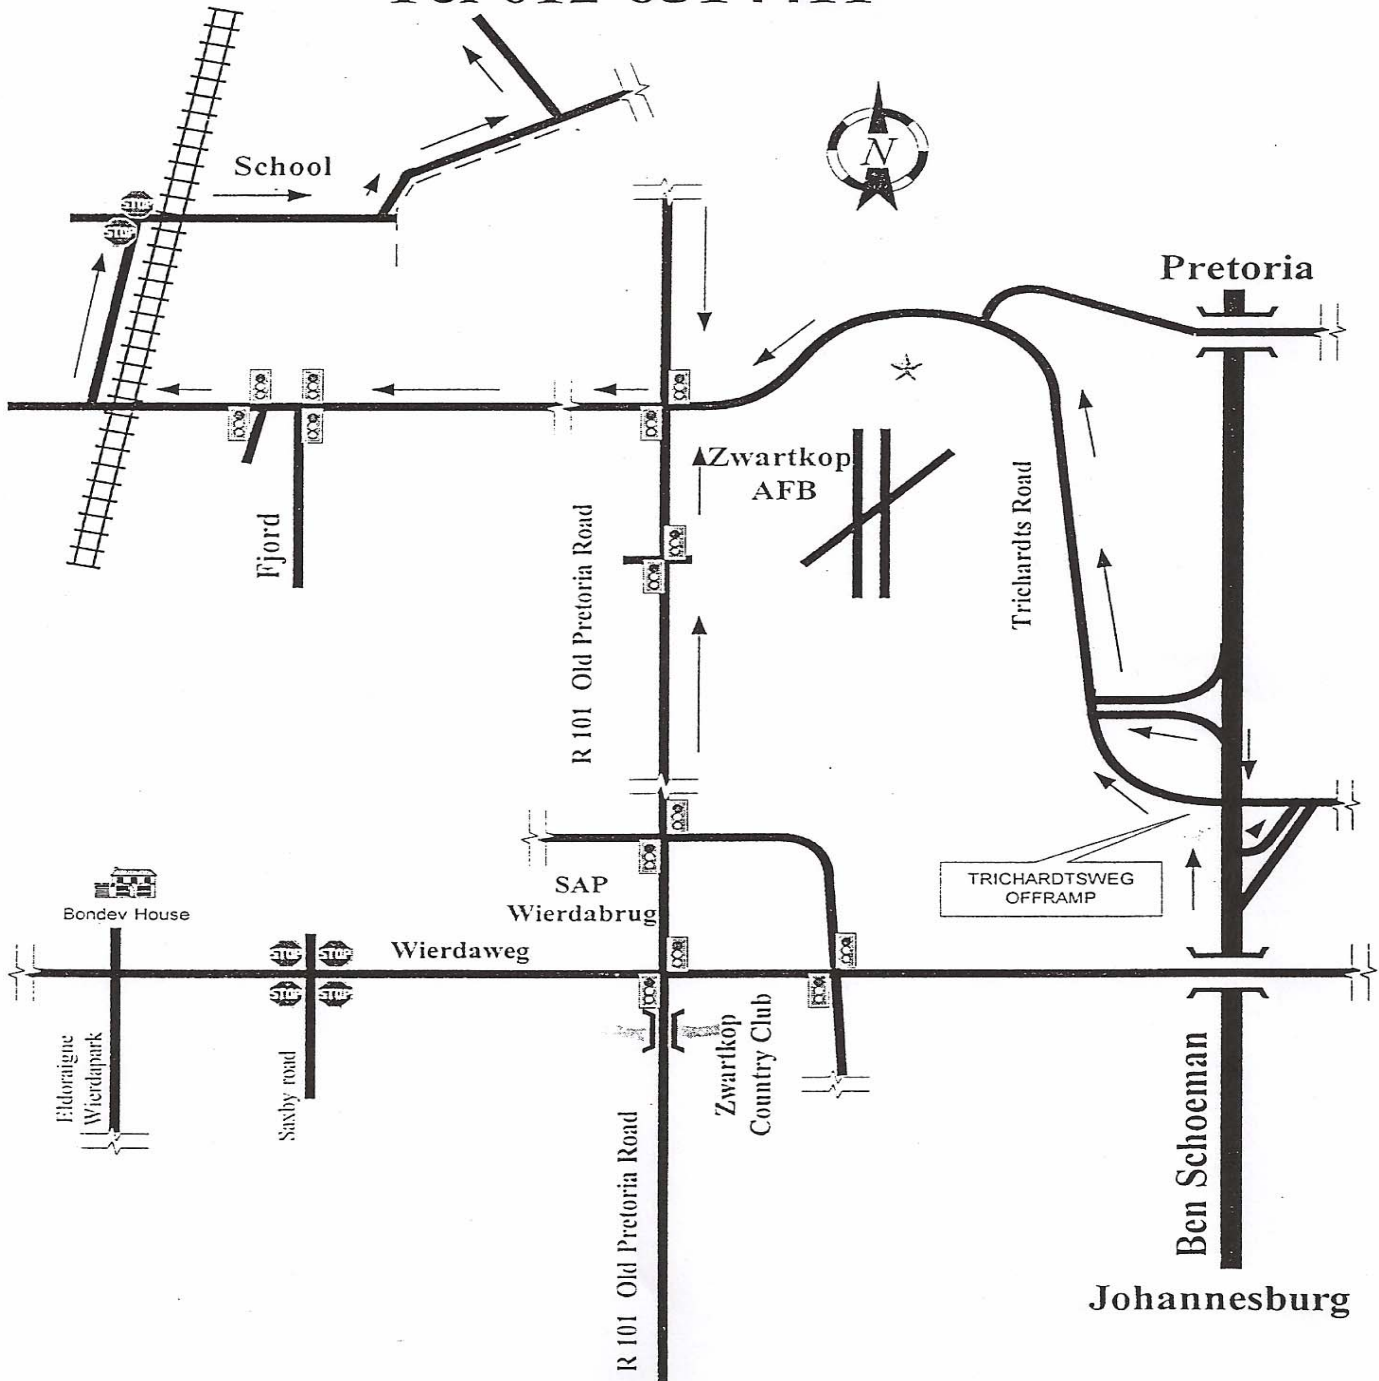 School
N
Pretoria
STOP
STOP
Zwartkop
AFB
Fjord
R 101 Old Pretoria Road
Trichardts Road
TRICHARDTSWEG
OFFRAMP
SAP
Wierdabrug
Bondev House
Wierdaweg
STOP
STOP
STOP
STOP
Eldoraigne
Wierdapark
Saxby road
Zwartkop
Country Club
R 101 Old Pretoria Road
Ben Schoeman
Johannesburg